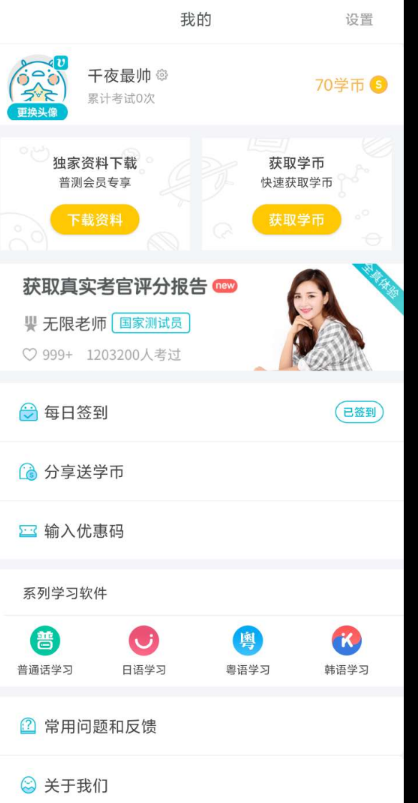 我的
设置
千夜最帅
累计考试0次
更换头像
70学币 S
独家资料下载
普测会员专享
下载资料
获取学币
快速获取学币
获取学币
获取真实考官评分报告 new
全真体验
无限老师 国家测试员
999+ 1203200人考过
每日签到
已签到
分享送学币
输入优惠码
系列学习软件
普 粤 K
普通话学习 日语学习 粤语学习 韩语学习
常用问题和反馈
关于我们